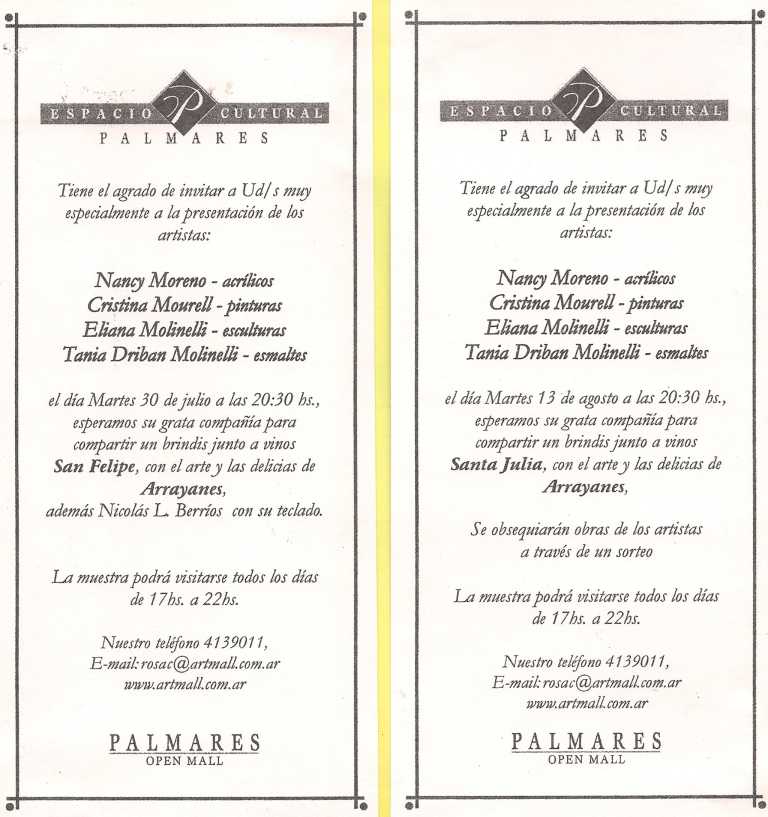 ESPACIO P CULTURAL
PALMARES
Tiene el agrado de invitar a Ud/s muy
especialmente a la presentación de los
artistas:
Nancy Moreno - acrílicos
Cristina Mourell - pinturas
Eliana Molinelli - esculturas
Tania Driban Molinelli - esmaltes
el día Martes 30 de julio a las 20:30 hs.,
esperamos su grata compañía para
compartir un brindis junto a vinos
San Felipe, con el arte y las delicias de
Arrayanes,
además Nicolás L. Berríos con su teclado.
La muestra podrá visitarse todos los días
de 17hs. a 22hs.
Nuestro teléfono 4139011,
E-mail:rosac@artmall.com.ar
www.artmall.com.ar
PALMARES
OPEN MALL
ESPACIO P CULTURAL
PALMARES
Tiene el agrado de invitar a Ud/s muy
especialmente a la presentación de los
artistas:
Nancy Moreno - acrílicos
Cristina Mourell - pinturas
Eliana Molinelli - esculturas
Tania Driban Molinelli - esmaltes
el día Martes 13 de agosto a las 20:30 hs.,
esperamos su grata compañía para
compartir un brindis junto a vinos
Santa Julia, con el arte y las delicias de
Arrayanes,
Se obsequiarán obras de los artistas
a través de un sorteo
La muestra podrá visitarse todos los días
de 17hs. a 22hs.
Nuestro teléfono 4139011,
E-mail:rosac@artmall.com.ar
www.artmall.com.ar
PALMARES
OPEN MALL